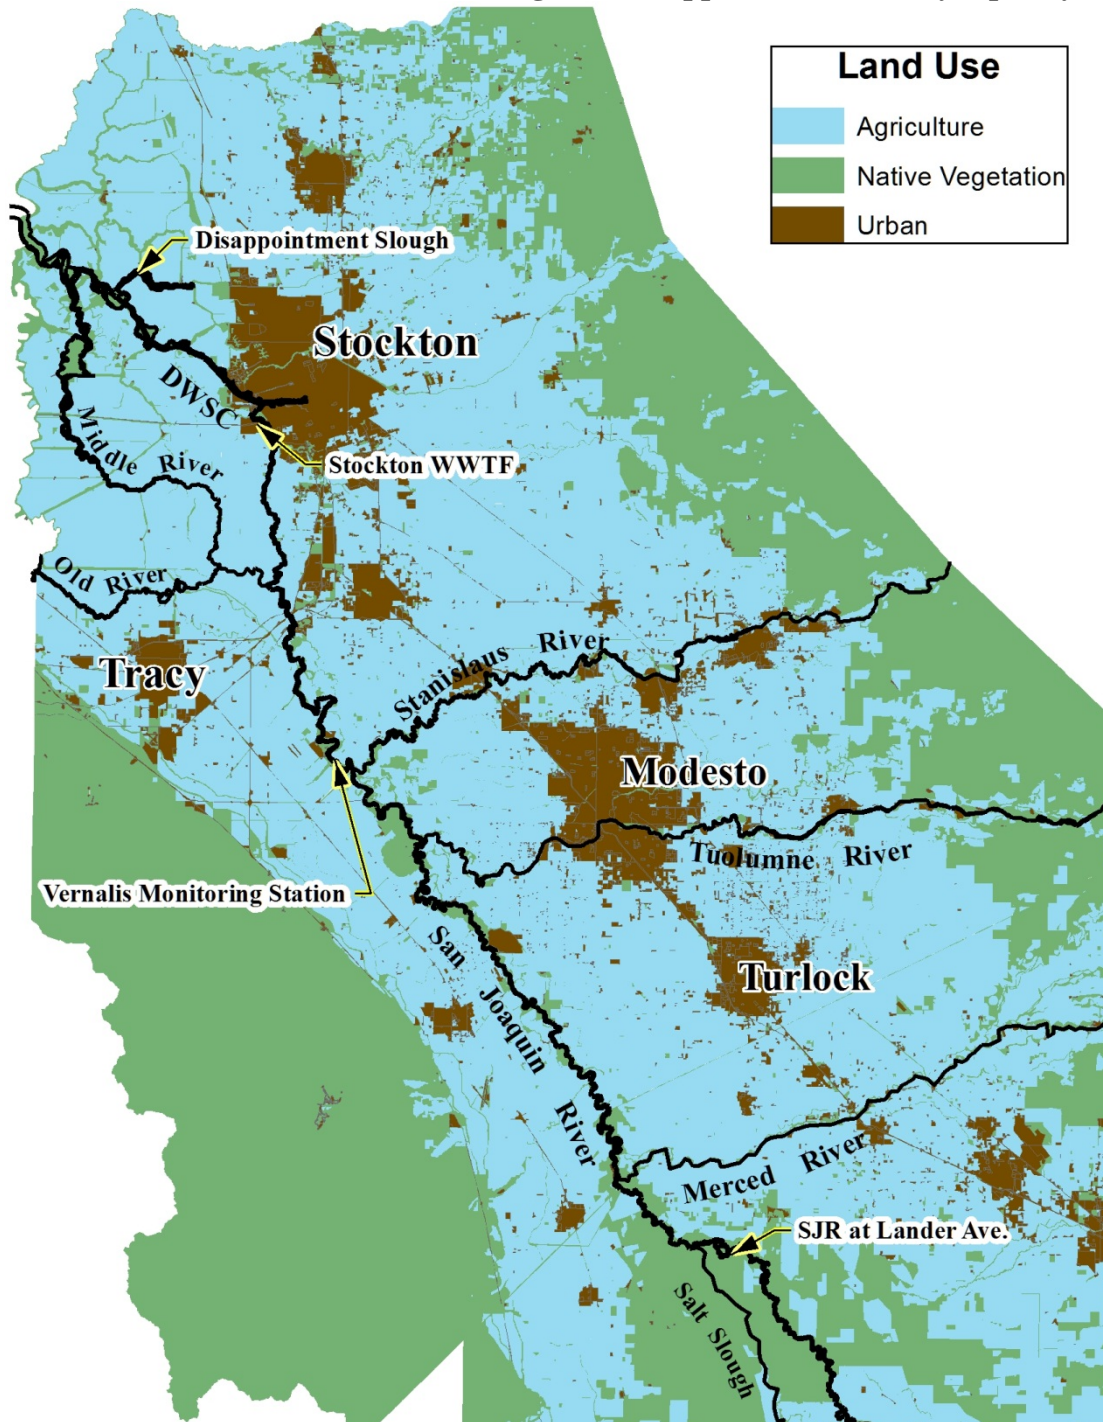 Land Use
Agriculture
Native Vegetation
Urban
Disappointment Slough
Stockton
DWSC
Middle River
Stockton WWTF
Old River
Tracy
Stanislaus River
Modesto
Tuolumne River
Vernalis Monitoring Station
San Joaquin River
Turlock
Merced River
SJR at Lander Ave.
Salt Slough